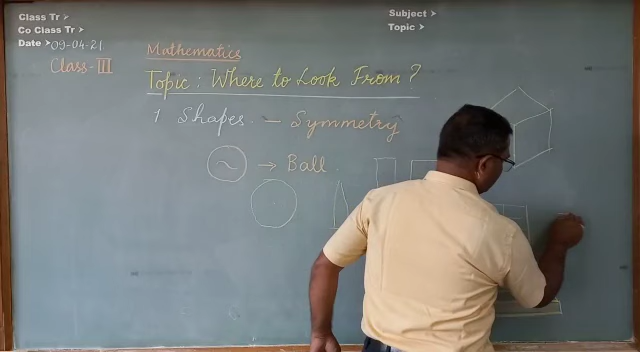 Class Tr >
Co Class Tr >
Date > 09-04-21
Subject >
Topic >
Mathematics
Class - III
Topic : Where to Look From ?
1 Shapes. - Symmetry
→ Ball.